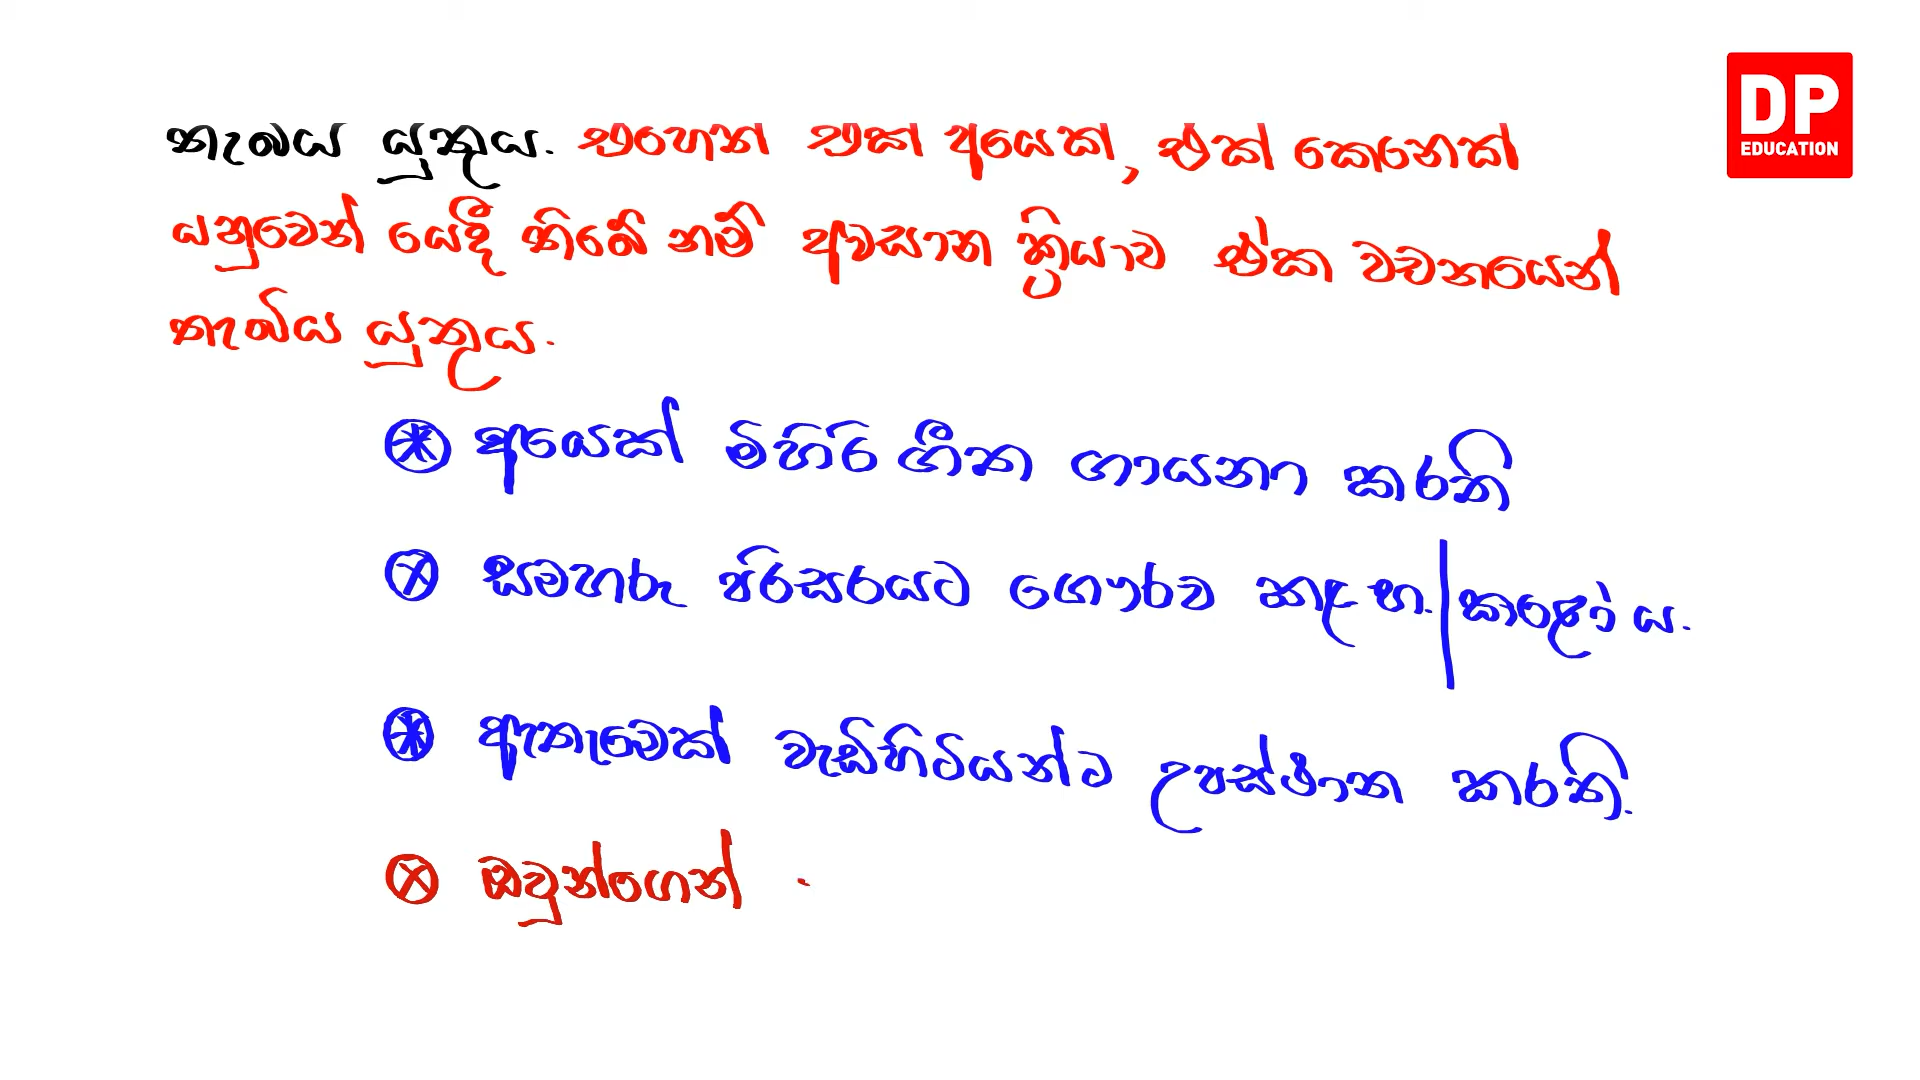 තැබිය යුතුය. එහෙත් එක් අයෙක්, එක් කෙනෙක්
යනුවෙන් යෙදී තිබේ නම් අවසාන ක්‍රියාව ඒක වචනයෙන්
තැබිය යුතුය.
අයෙක් මිහිරි ගීත ගායනා කරති
සමහරු පරිසරයට ගෞරව කළහ. | කළෝ ය.
ඇතැමෙක් වැඩිහිටියන්ට උපස්ථාන කරති.
ඔවුන්ගෙන්
DP
EDUCATION